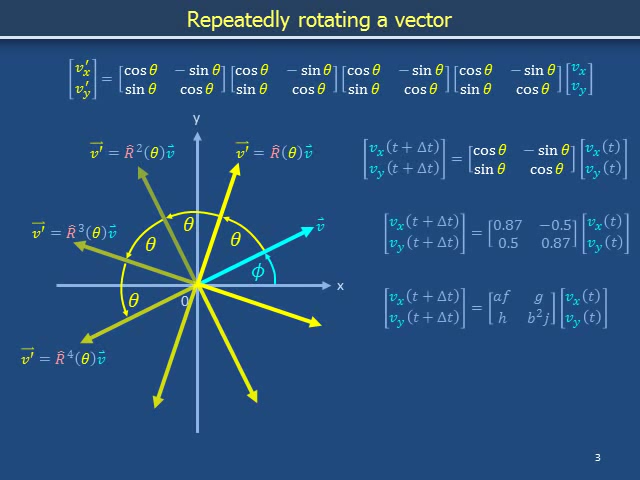 Repeatedly rotating a vector
[v′x; v′y] = [cos θ −sin θ; sin θ cos θ] [cos θ −sin θ; sin θ cos θ] [cos θ −sin θ; sin θ cos θ] [cos θ −sin θ; sin θ cos θ] [vx; vy]
y
v⃗′ = R̂²(θ)v⃗
v⃗′ = R̂(θ)v⃗
[vx(t + Δt); vy(t + Δt)] = [cos θ −sin θ; sin θ cos θ] [vx(t); vy(t)]
v⃗′ = R̂³(θ)v⃗
θ
θ
θ
θ
v⃗
ϕ
[vx(t + Δt); vy(t + Δt)] = [0.87 −0.5; 0.5 0.87] [vx(t); vy(t)]
0
x
[vx(t + Δt); vy(t + Δt)] = [af g; h b²j] [vx(t); vy(t)]
v⃗′ = R̂⁴(θ)v⃗
3